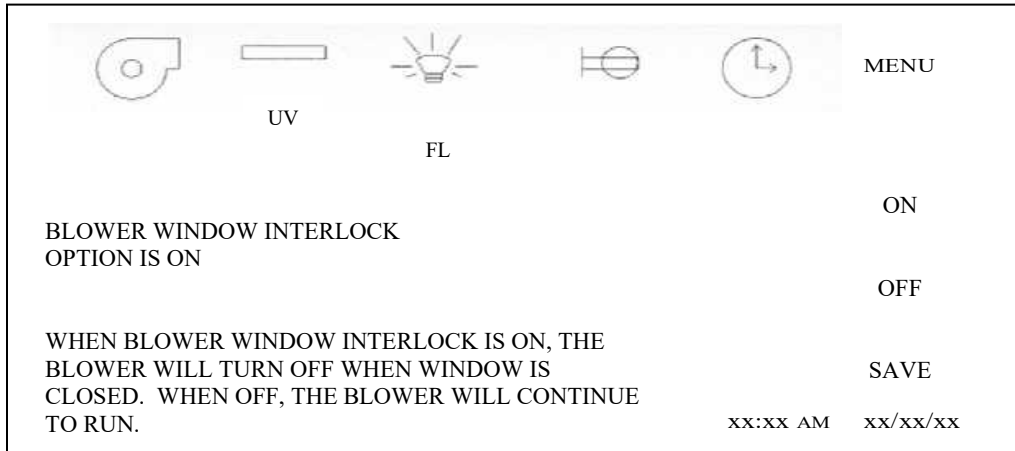 MENU
UV
FL
ON
BLOWER WINDOW INTERLOCK
OPTION IS ON
OFF
WHEN BLOWER WINDOW INTERLOCK IS ON, THE
BLOWER WILL TURN OFF WHEN WINDOW IS
CLOSED.  WHEN OFF, THE BLOWER WILL CONTINUE
TO RUN.
SAVE
xx:xx AM xx/xx/xx